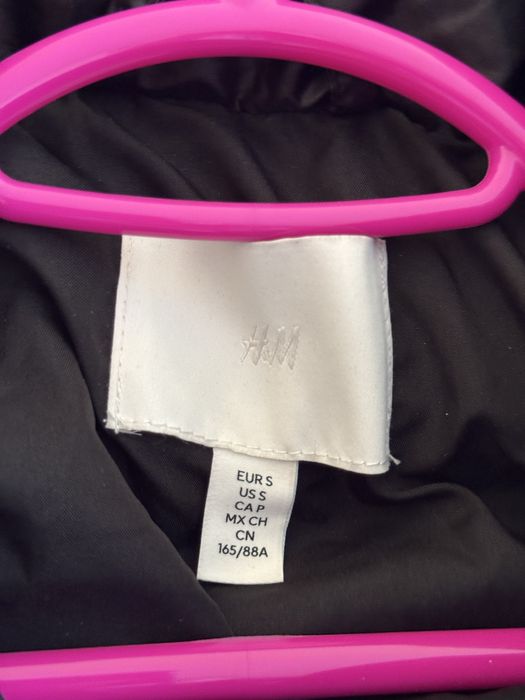 H&M
EUR S
US S
CA P
MX CH
CN
165/88A